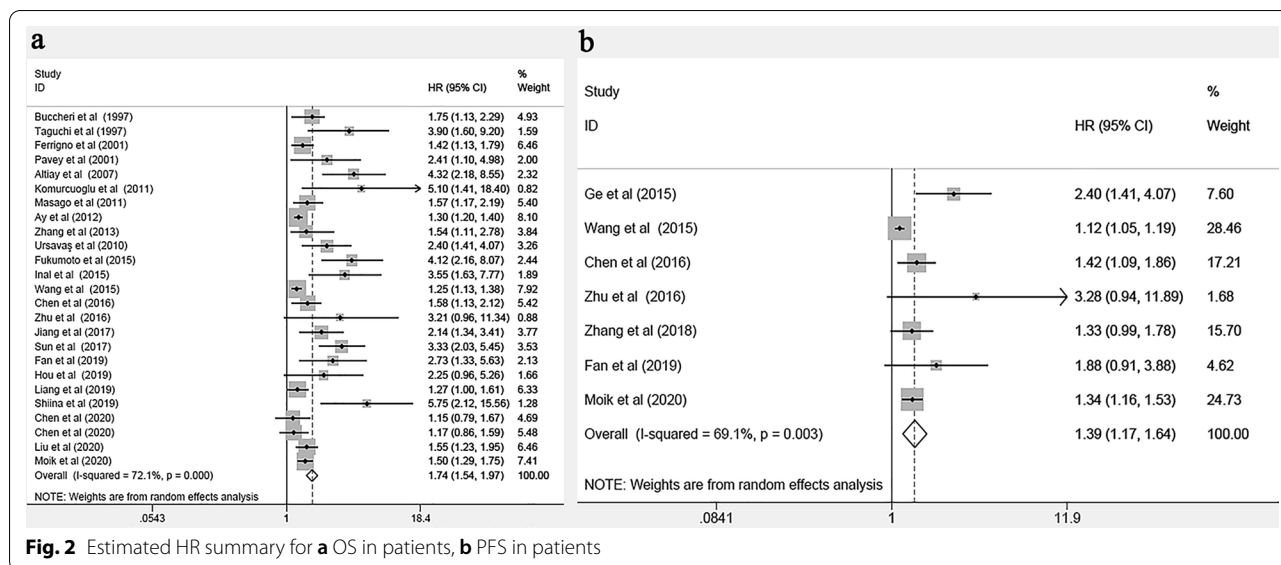 a
Study %
ID HR (95% CI) Weight
Buccheri et al (1997) 1.75 (1.13, 2.29) 4.93
Taguchi et al (1997) 3.90 (1.60, 9.20) 1.59
Ferrigno et al (2001) 1.42 (1.13, 1.79) 6.46
Pavey et al (2001) 2.41 (1.10, 4.98) 2.00
Altiay et al (2007) 4.32 (2.18, 8.55) 2.32
Komurcuoglu et al (2011) 5.10 (1.41, 18.40) 0.82
Masago et al (2011) 1.57 (1.17, 2.19) 5.40
Ay et al (2012) 1.30 (1.20, 1.40) 8.10
Zhang et al (2013) 1.54 (1.11, 2.78) 3.84
Ursavaş et al (2010) 2.40 (1.41, 4.07) 3.26
Fukumoto et al (2015) 4.12 (2.16, 8.07) 2.44
Inal et al (2015) 3.55 (1.63, 7.77) 1.89
Wang et al (2015) 1.25 (1.13, 1.38) 7.92
Chen et al (2016) 1.58 (1.13, 2.12) 5.42
Zhu et al (2016) 3.21 (0.96, 11.34) 0.88
Jiang et al (2017) 2.14 (1.34, 3.41) 3.77
Sun et al (2017) 3.33 (2.03, 5.45) 3.53
Fan et al (2019) 2.73 (1.33, 5.63) 2.13
Hou et al (2019) 2.25 (0.96, 5.26) 1.66
Liang et al (2019) 1.27 (1.00, 1.61) 6.33
Shiina et al (2019) 5.75 (2.12, 15.56) 1.28
Chen et al (2020) 1.15 (0.79, 1.67) 4.69
Chen et al (2020) 1.17 (0.86, 1.59) 5.48
Liu et al (2020) 1.55 (1.23, 1.95) 6.46
Moik et al (2020) 1.50 (1.29, 1.75) 7.41
Overall (I-squared = 72.1%, p = 0.000) 1.74 (1.54, 1.97) 100.00
NOTE: Weights are from random effects analysis
.0543 1 18.4
b
Study %
ID HR (95% CI) Weight
Ge et al (2015) 2.40 (1.41, 4.07) 7.60
Wang et al (2015) 1.12 (1.05, 1.19) 28.46
Chen et al (2016) 1.42 (1.09, 1.86) 17.21
Zhu et al (2016) 3.28 (0.94, 11.89) 1.68
Zhang et al (2018) 1.33 (0.99, 1.78) 15.70
Fan et al (2019) 1.88 (0.91, 3.88) 4.62
Moik et al (2020) 1.34 (1.16, 1.53) 24.73
Overall (I-squared = 69.1%, p = 0.003) 1.39 (1.17, 1.64) 100.00
NOTE: Weights are from random effects analysis
.0841 1 11.9
Fig. 2 Estimated HR summary for a OS in patients, b PFS in patients